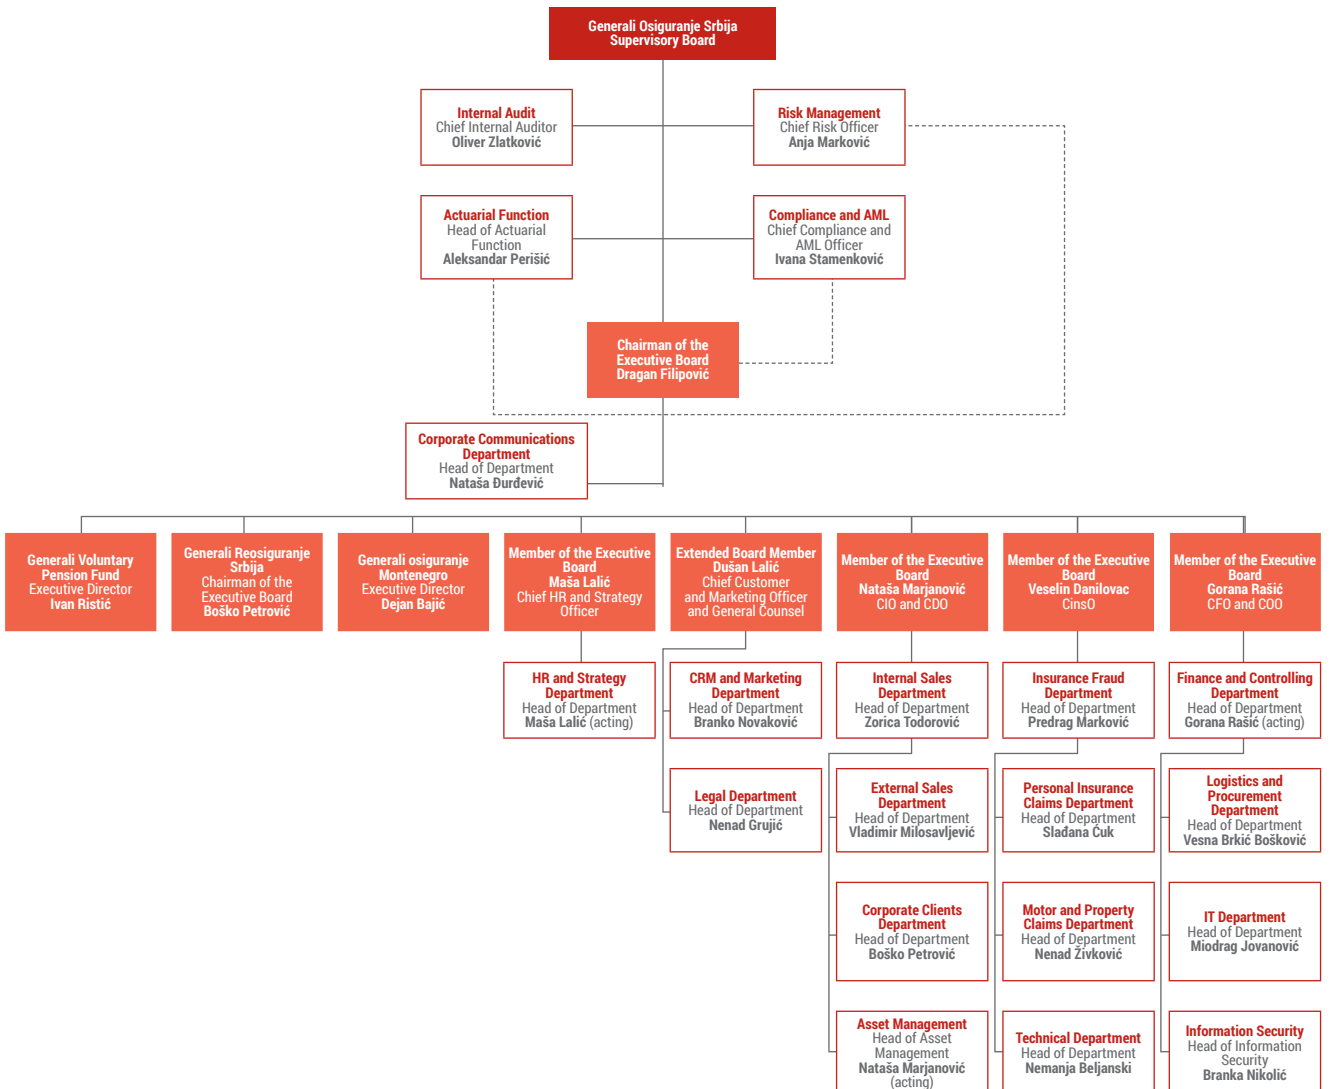 Generali Osiguranje Srbija
Supervisory Board
Internal Audit
Chief Internal Auditor
Oliver Zlatković
Risk Management
Chief Risk Officer
Anja Marković
Actuarial Function
Head of Actuarial
Function
Aleksandar Perišić
Compliance and AML
Chief Compliance and
AML Officer
Ivana Stamenković
Chairman of the
Executive Board
Dragan Filipović
Corporate Communications
Department
Head of Department
Nataša Đurđević
Generali Voluntary
Pension Fund
Executive Director
Ivan Ristić
Generali Reosiguranje
Srbija
Chairman of the
Executive Board
Boško Petrović
Generali osiguranje
Montenegro
Executive Director
Dejan Bajić
Member of the Executive
Board
Maša Lalić
Chief HR and Strategy
Officer
Extended Board Member
Dušan Lalić
Chief Customer
and Marketing Officer
and General Counsel
Member of the Executive
Board
Nataša Marjanović
CIO and CDO
Member of the Executive
Board
Veselin Danilovac
CinsO
Member of the Executive
Board
Gorana Rašić
CFO and COO
HR and Strategy
Department
Head of Department
Maša Lalić (acting)
CRM and Marketing
Department
Head of Department
Branko Novaković
Internal Sales
Department
Head of Department
Zorica Todorović
Insurance Fraud
Department
Head of Department
Predrag Marković
Finance and Controlling
Department
Head of Department
Gorana Rašić (acting)
Legal Department
Head of Department
Nenad Grujić
External Sales
Department
Head of Department
Vladimir Milosavljević
Personal Insurance
Claims Department
Head of Department
Slađana Ćuk
Logistics and
Procurement
Department
Head of Department
Vesna Brkić Bošković
Corporate Clients
Department
Head of Department
Boško Petrović
Motor and Property
Claims Department
Head of Department
Nenad Živković
IT Department
Head of Department
Miodrag Jovanović
Asset Management
Head of Asset
Management
Nataša Marjanović
(acting)
Technical Department
Head of Department
Nemanja Beljanski
Information Security
Head of Information
Security
Branka Nikolić